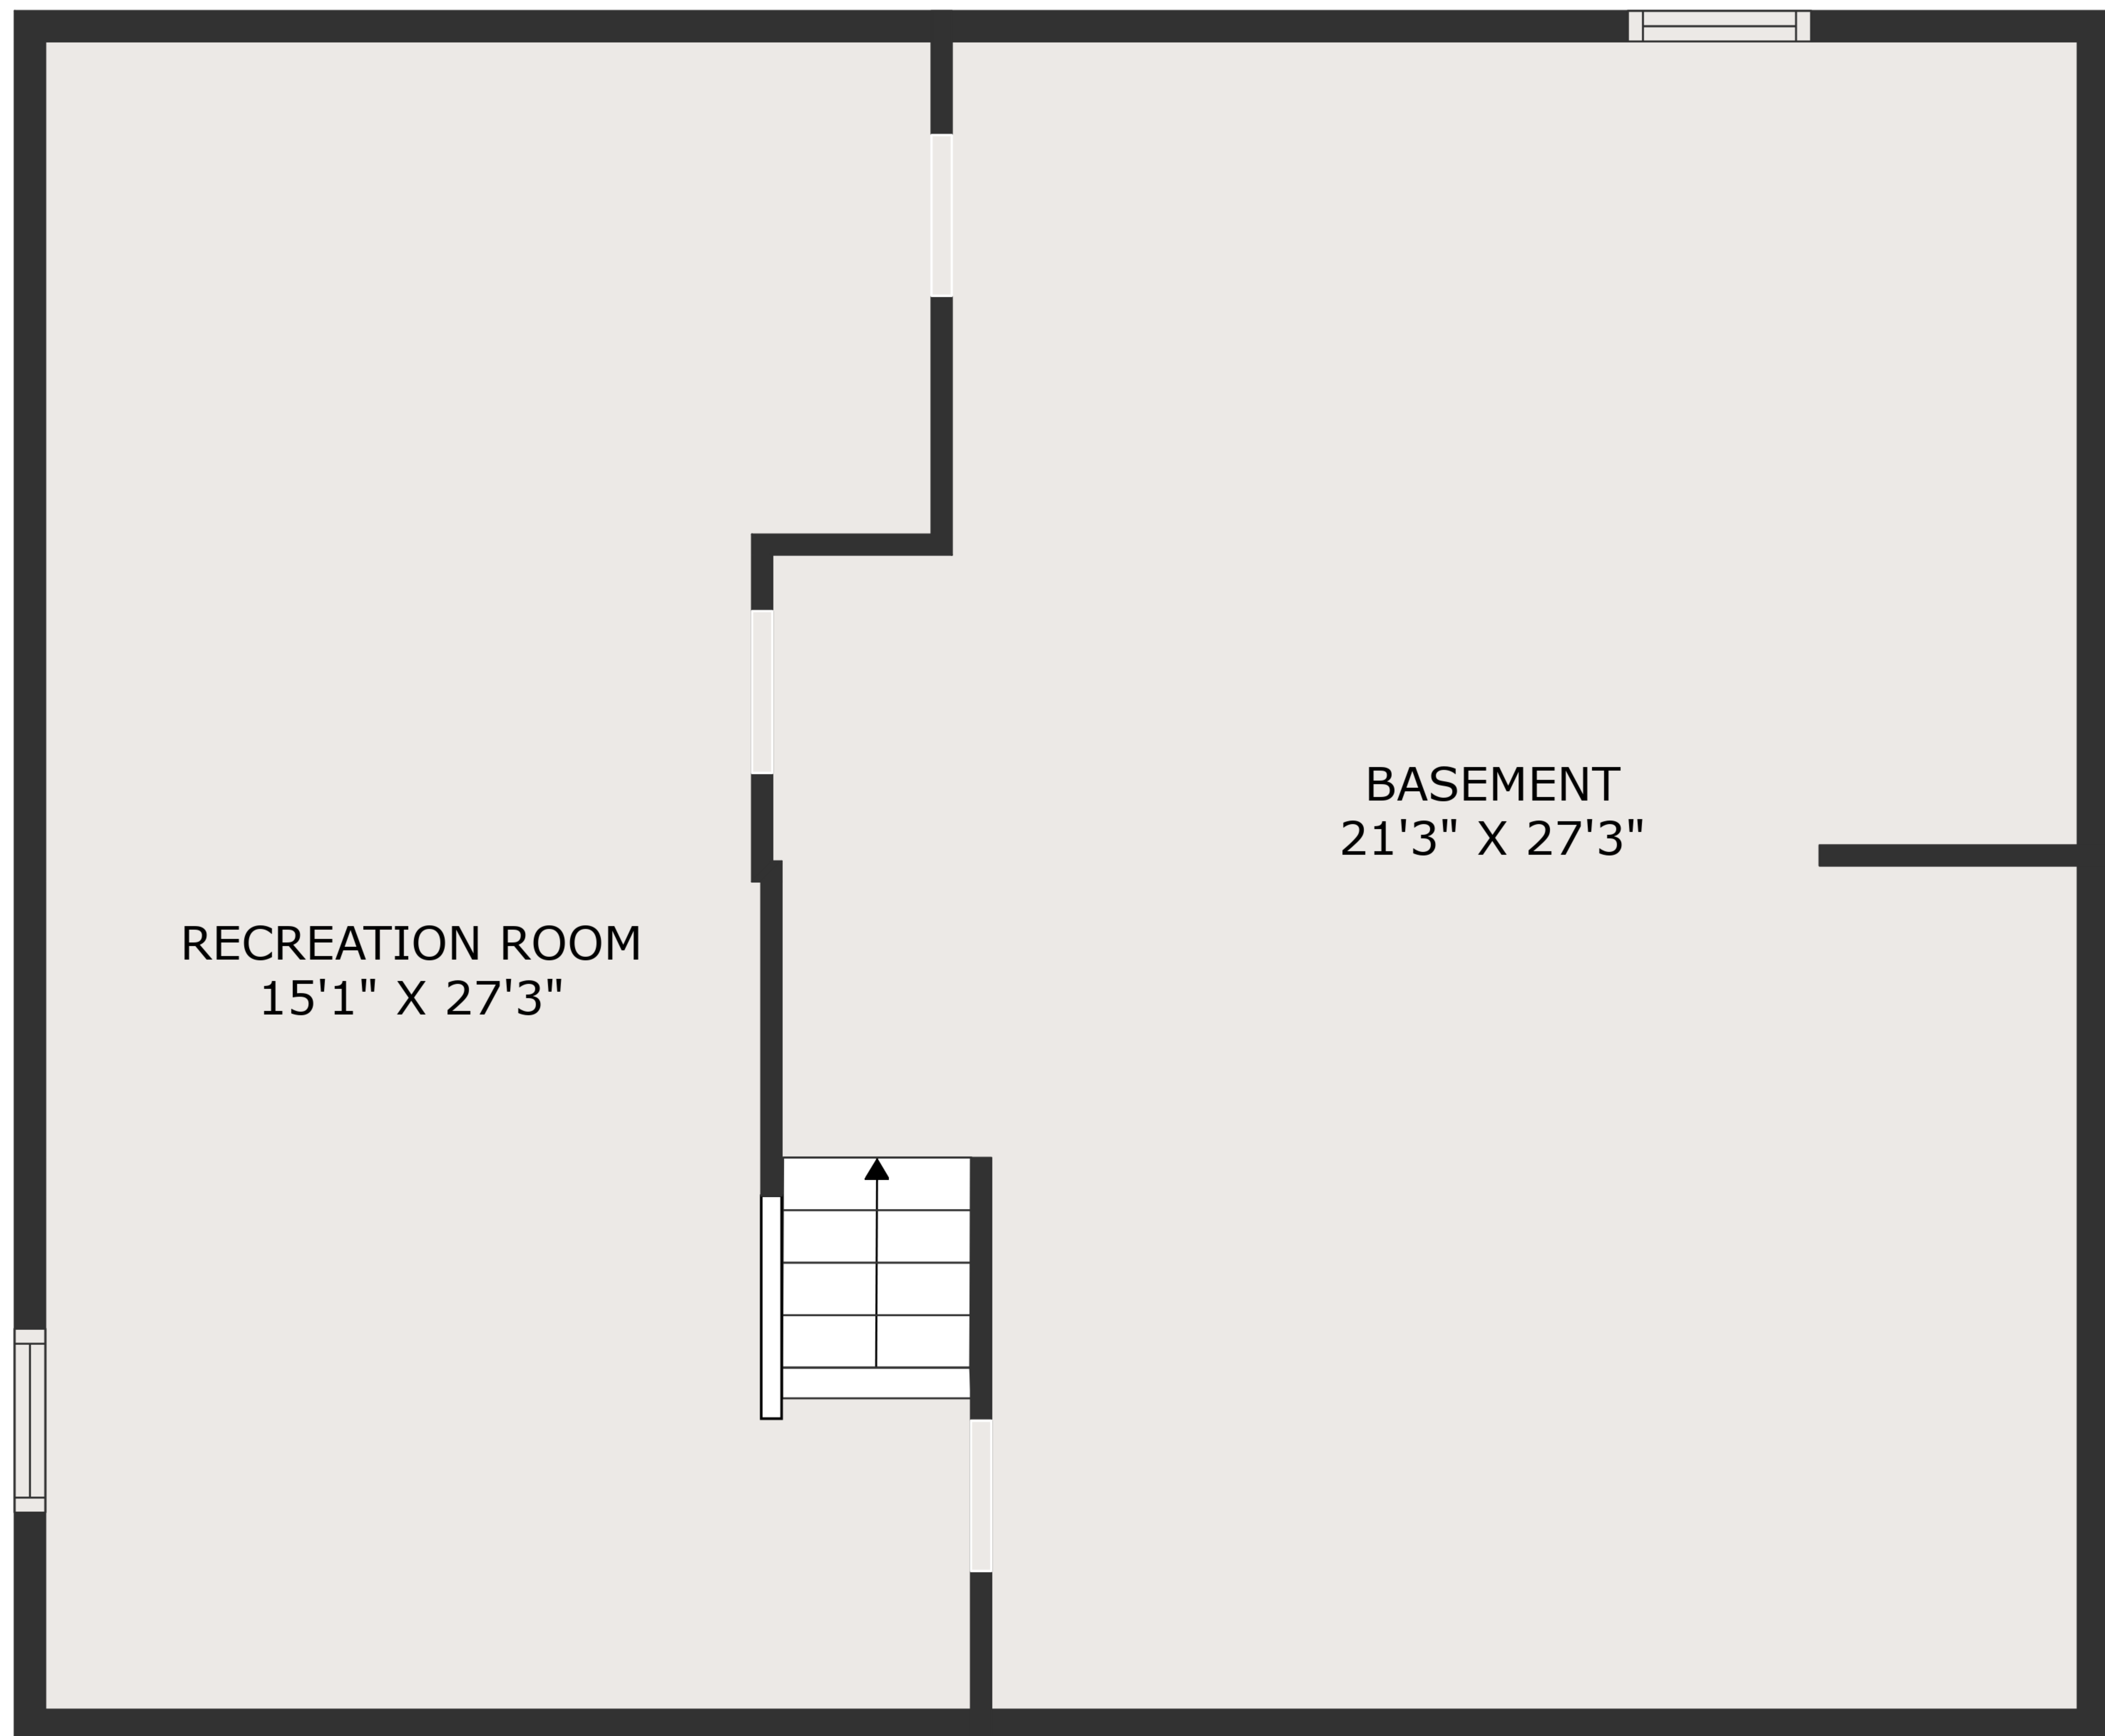 BASEMENT
21'3" X 27'3"
RECREATION ROOM
15'1" X 27'3"